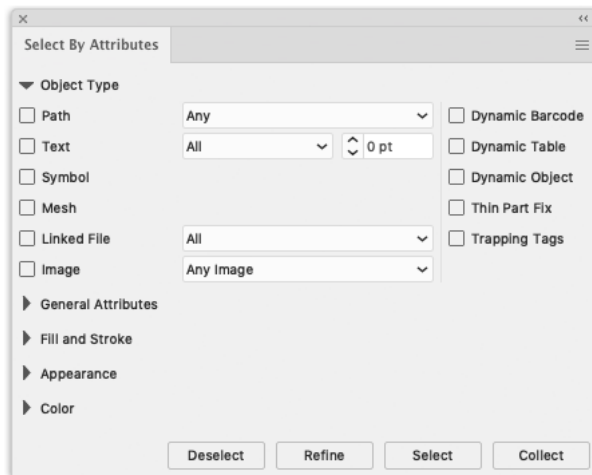 Select By Attributes
Object Type
Path Any Dynamic Barcode
Text All 0 pt Dynamic Table
Symbol Dynamic Object
Mesh Thin Part Fix
Linked File All Trapping Tags
Image Any Image
General Attributes
Fill and Stroke
Appearance
Color
Deselect Refine Select Collect